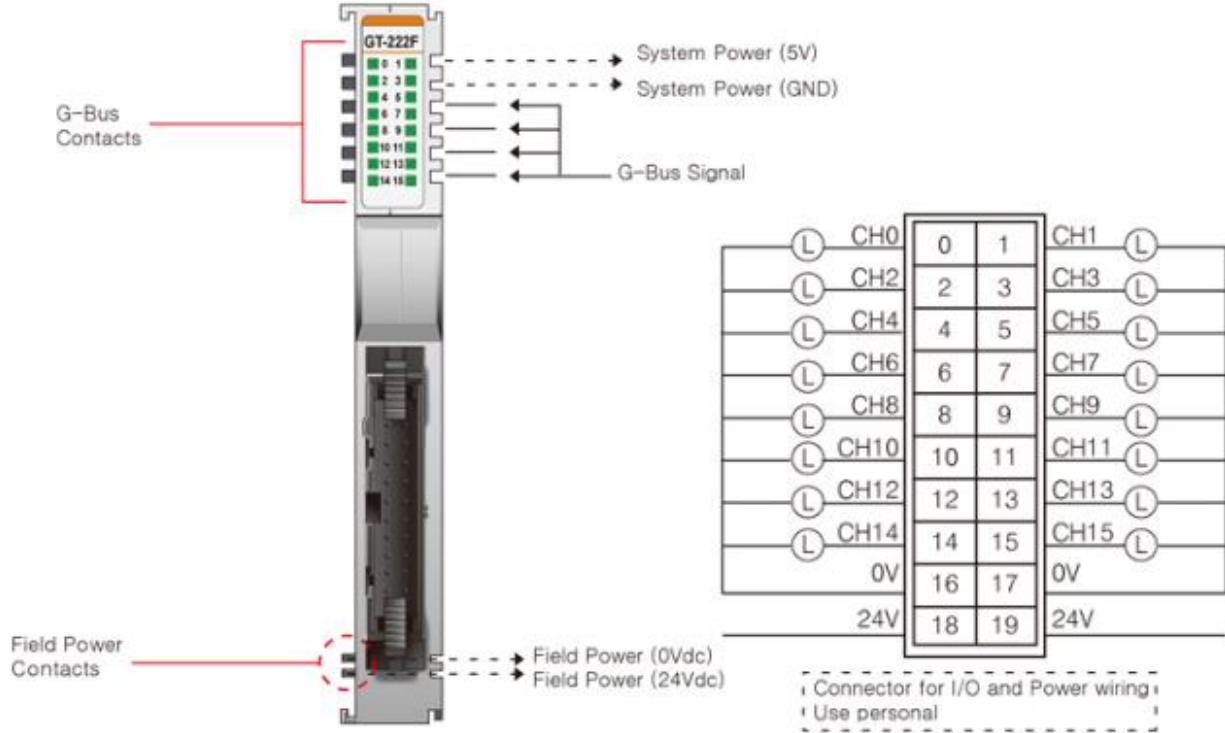 GT-222F
0 1
2 3
4 5
6 7
8 9
10 11
12 13
14 15
G-Bus
Contacts
System Power (5V)
System Power (GND)
G-Bus Signal
Field Power
Contacts
Field Power (0Vdc)
Field Power (24Vdc)
L CH0 0 1 CH1 L
L CH2 2 3 CH3 L
L CH4 4 5 CH5 L
L CH6 6 7 CH7 L
L CH8 8 9 CH9 L
L CH10 10 11 CH11 L
L CH12 12 13 CH13 L
L CH14 14 15 CH15 L
0V 16 17 0V
24V 18 19 24V
Connector for I/O and Power wiring
Use personal